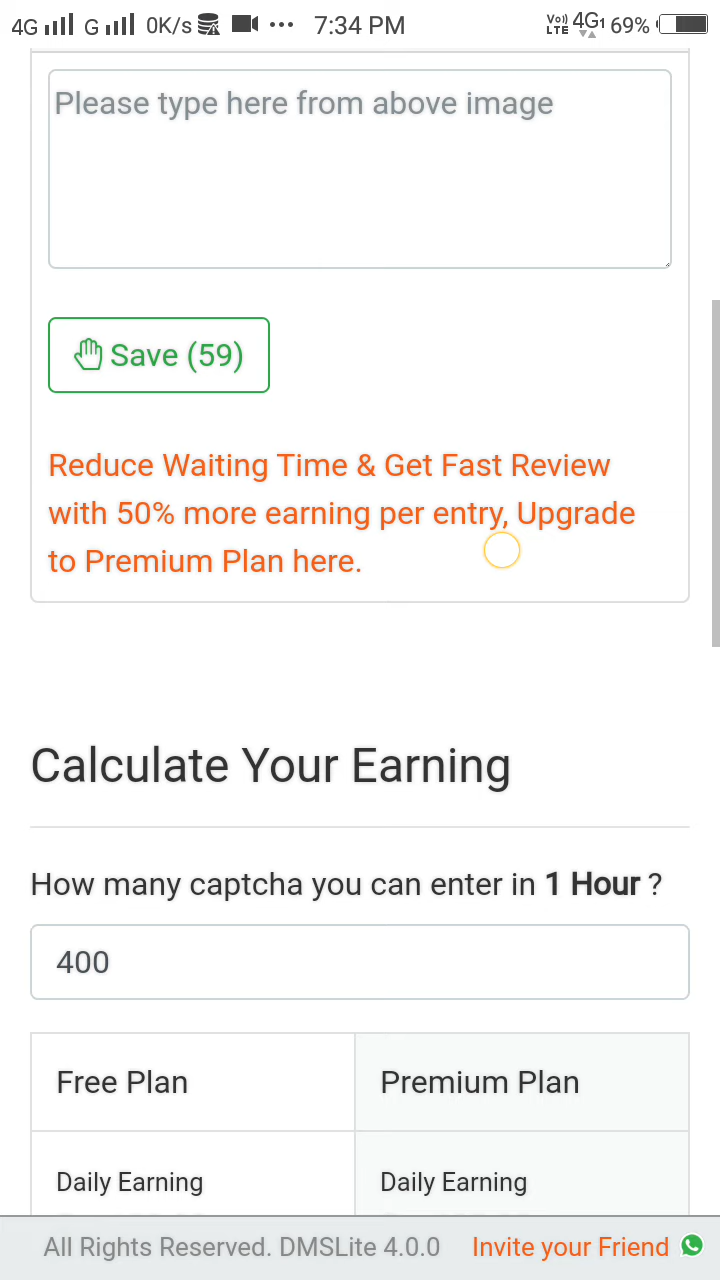 4G G 0K/s ... 7:34 PM Vo)) LTE 4G1 69%
Please type here from above image
Save (59)
Reduce Waiting Time & Get Fast Review
with 50% more earning per entry, Upgrade
to Premium Plan here.
Calculate Your Earning
How many captcha you can enter in 1 Hour ?
400
Free Plan Premium Plan
Daily Earning Daily Earning
All Rights Reserved. DMSLite 4.0.0 Invite your Friend